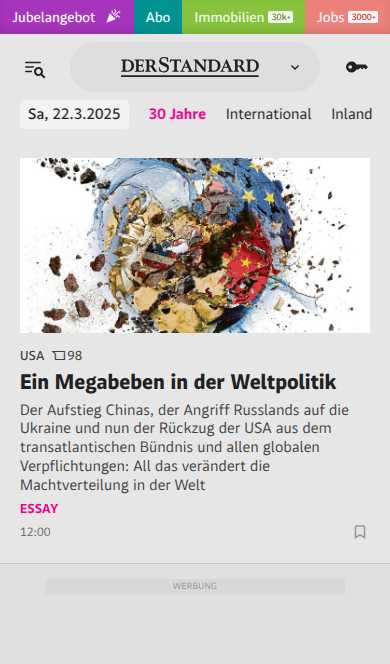 Jubelangebot Abo Immobilien 30k+ Jobs 3000+
DERSTANDARD
Sa, 22.3.2025 30 Jahre International Inland
USA 98
Ein Megabeben in der Weltpolitik
Der Aufstieg Chinas, der Angriff Russlands auf die
Ukraine und nun der Rückzug der USA aus dem
transatlantischen Bündnis und allen globalen
Verpflichtungen: All das verändert die
Machtverteilung in der Welt
ESSAY
12:00
WERBUNG